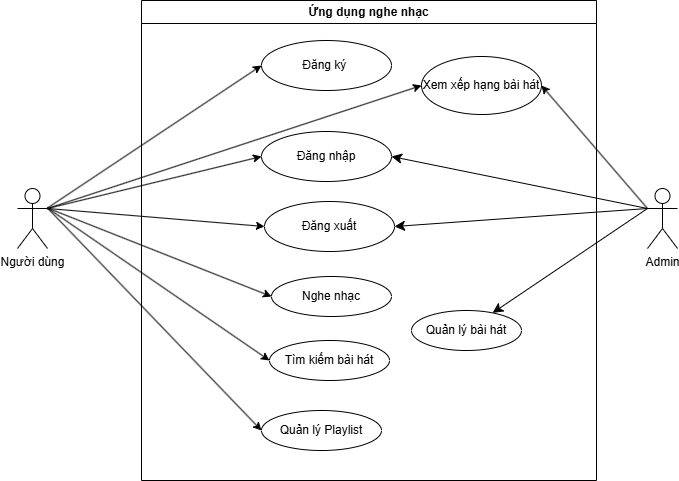 Ứng dụng nghe nhạc
Đăng ký
Xem xếp hạng bài hát
Đăng nhập
Đăng xuất
Người dùng
Admin
Nghe nhạc
Quản lý bài hát
Tìm kiếm bài hát
Quản lý Playlist